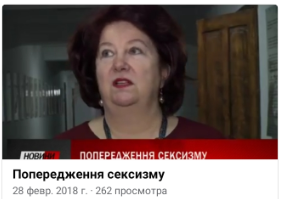 НОВИНИ
ПОПЕРЕДЖЕННЯ СЕКСИЗМУ
Попередження сексизму
28 февр. 2018 г. · 262 просмотра